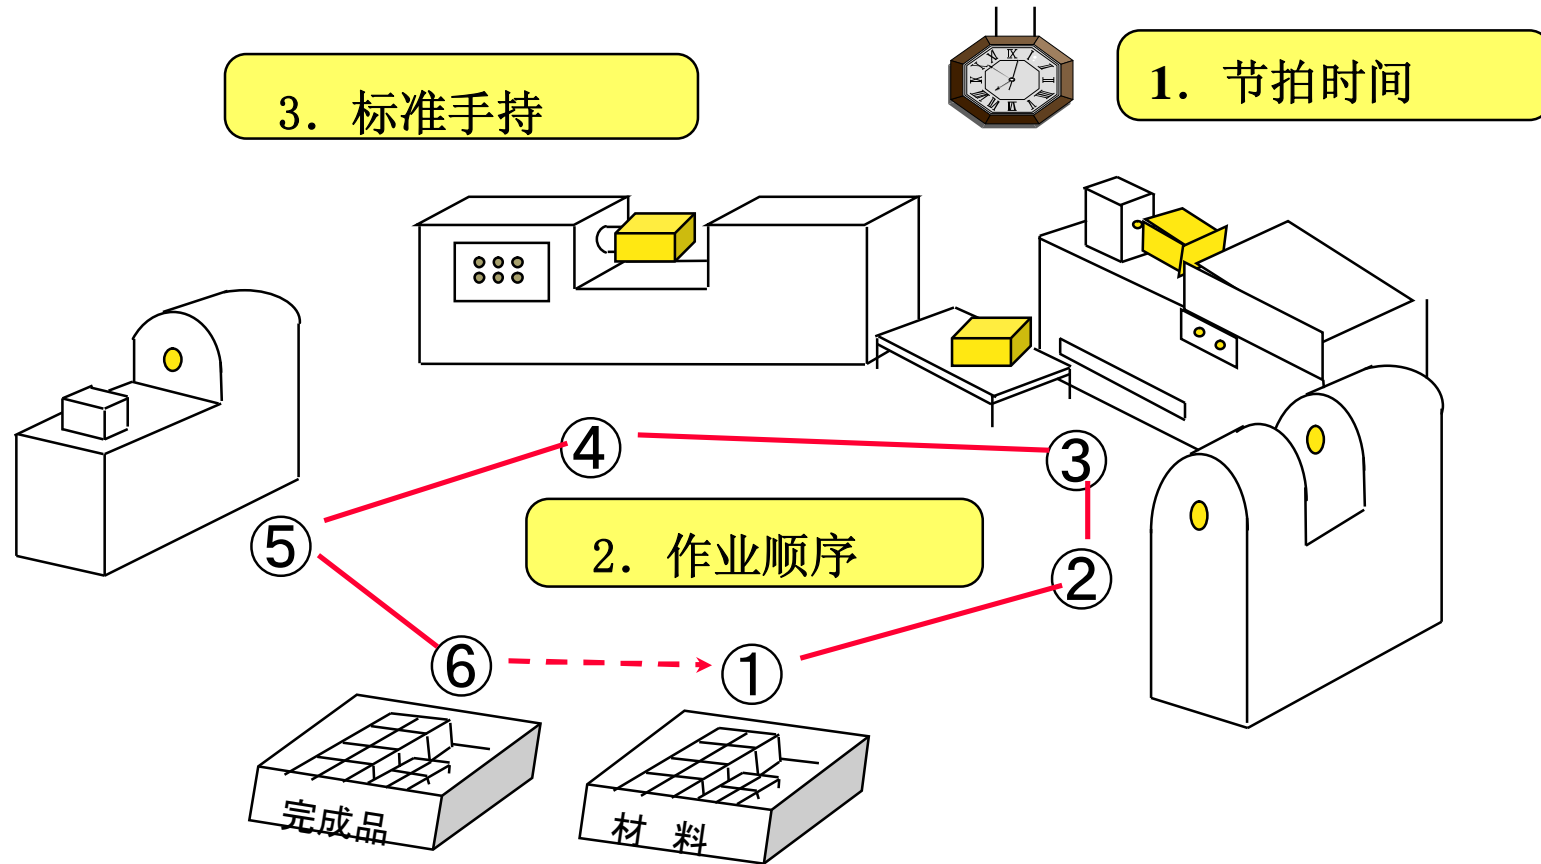 1. 节拍时间
3. 标准手持
④
③
⑤
2. 作业顺序
②
⑥
①
完成品
材 料